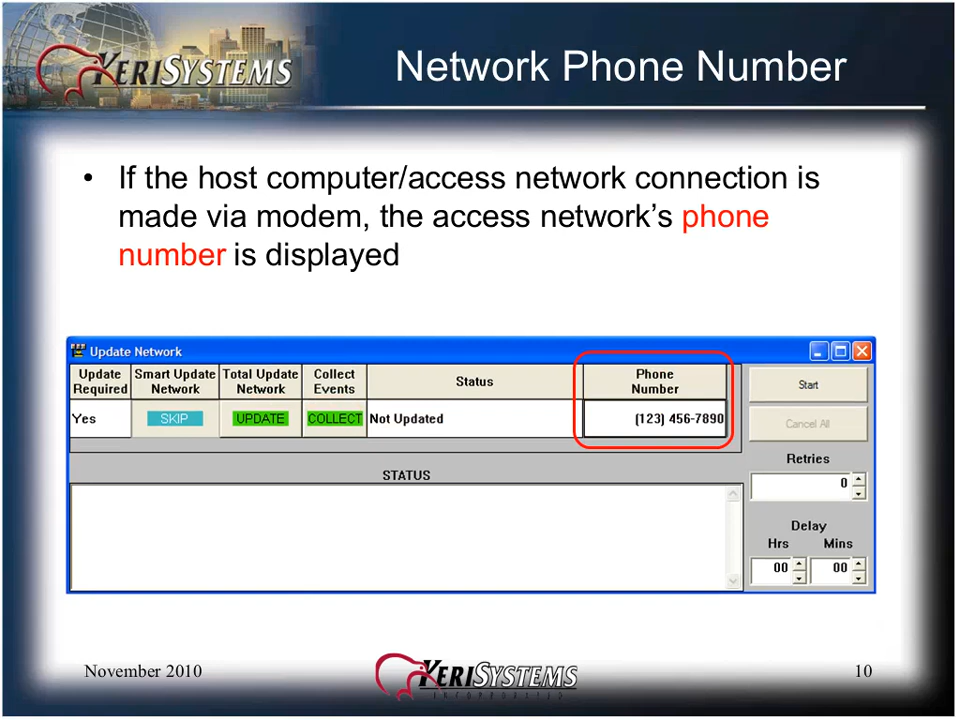 KERISYSTEMS
Network Phone Number
• If the host computer/access network connection is
made via modem, the access network’s phone
number is displayed
Update Network
Update Required
Smart Update Network
Total Update Network
Collect Events
Status
Phone Number
Yes
SKIP
UPDATE
COLLECT
Not Updated
(123) 456-7890
Start
Cancel All
Retries
0
STATUS
Delay
Hrs
Mins
00
00
November 2010
KERISYSTEMS
INCORPORATED
10